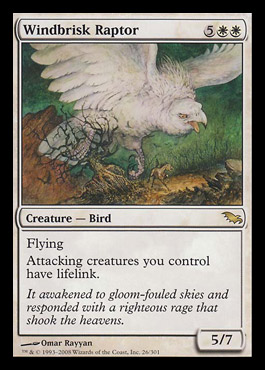 Windbrisk Raptor 5
Creature — Bird
Flying
Attacking creatures you control
have lifelink.
It awakened to gloom-fouled skies and
responded with a righteous rage that
shook the heavens.
Omar Rayyan
™ & © 1993-2008 Wizards of the Coast, Inc. 26/301
5/7